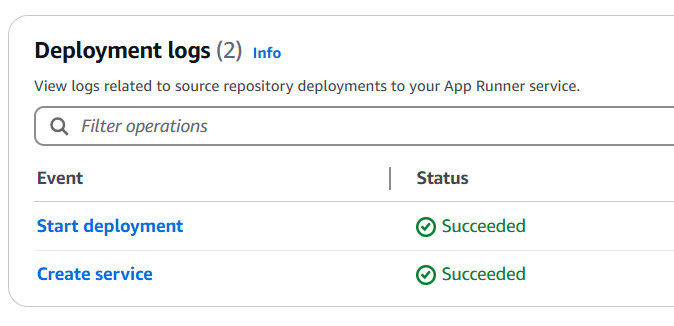 Deployment logs (2) Info
View logs related to source repository deployments to your App Runner service.
Filter operations
Event Status
Start deployment Succeeded
Create service Succeeded